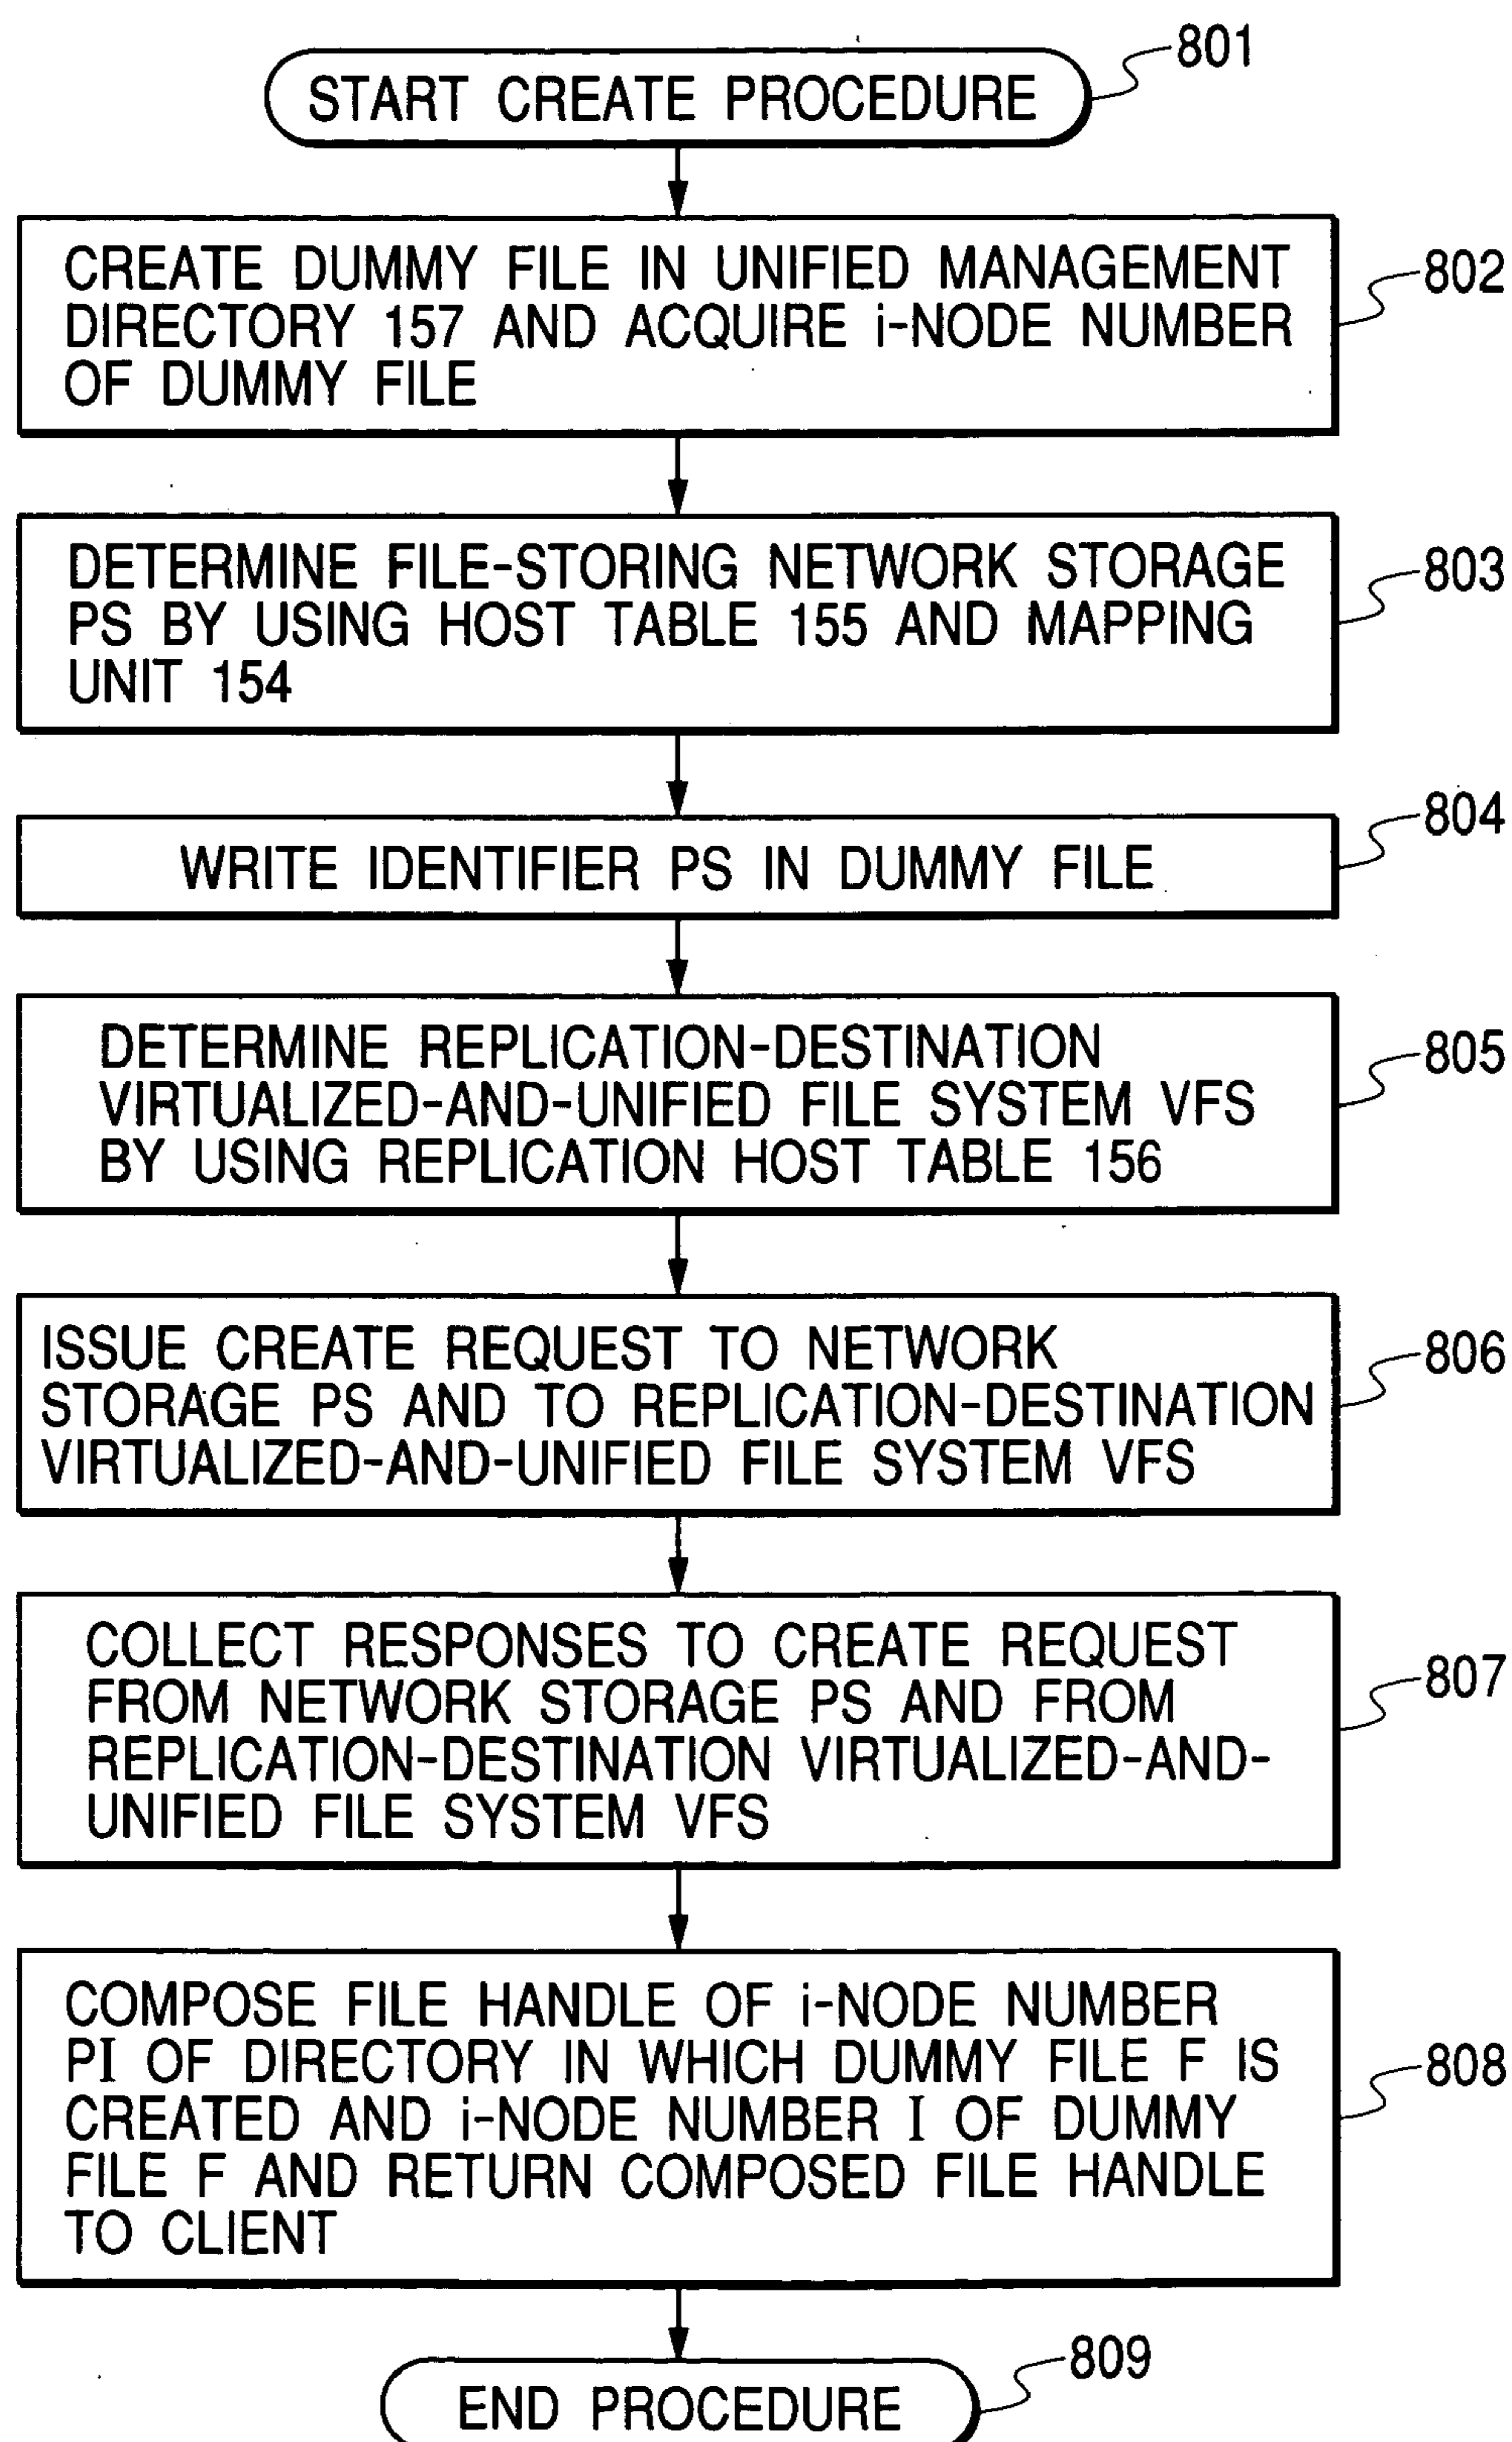 START CREATE PROCEDURE
801
CREATE DUMMY FILE IN UNIFIED MANAGEMENT
DIRECTORY 157 AND ACQUIRE i-NODE NUMBER
OF DUMMY FILE
802
DETERMINE FILE-STORING NETWORK STORAGE
PS BY USING HOST TABLE 155 AND MAPPING
UNIT 154
803
WRITE IDENTIFIER PS IN DUMMY FILE
804
DETERMINE REPLICATION-DESTINATION
VIRTUALIZED-AND-UNIFIED FILE SYSTEM VFS
BY USING REPLICATION HOST TABLE 156
805
ISSUE CREATE REQUEST TO NETWORK
STORAGE PS AND TO REPLICATION-DESTINATION
VIRTUALIZED-AND-UNIFIED FILE SYSTEM VFS
806
COLLECT RESPONSES TO CREATE REQUEST
FROM NETWORK STORAGE PS AND FROM
REPLICATION-DESTINATION VIRTUALIZED-AND-
UNIFIED FILE SYSTEM VFS
807
COMPOSE FILE HANDLE OF i-NODE NUMBER
PI OF DIRECTORY IN WHICH DUMMY FILE F IS
CREATED AND i-NODE NUMBER I OF DUMMY
FILE F AND RETURN COMPOSED FILE HANDLE
TO CLIENT
808
END PROCEDURE
809